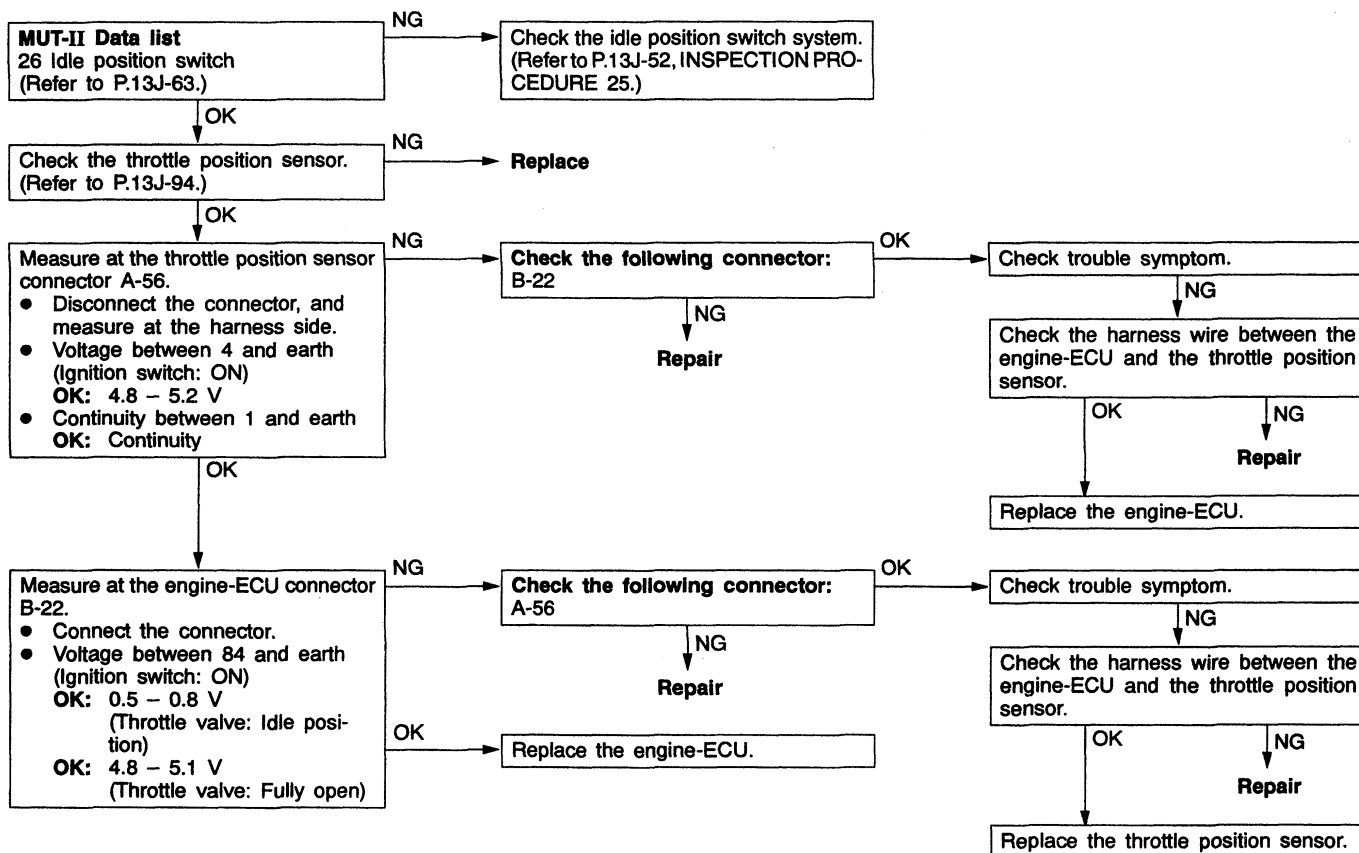 MUT-II Data list
26 Idle position switch
(Refer to P.13J-63.)
NG
Check the idle position switch system.
(Refer to P.13J-52, INSPECTION PRO-
CEDURE 25.)
OK
Check the throttle position sensor.
(Refer to P.13J-94.)
NG
Replace
OK
Measure at the throttle position sensor
connector A-56.
● Disconnect the connector, and
measure at the harness side.
● Voltage between 4 and earth
(Ignition switch: ON)
OK: 4.8 – 5.2 V
● Continuity between 1 and earth
OK: Continuity
NG
Check the following connector:
B-22
NG
Repair
OK
Check trouble symptom.
NG
Check the harness wire between the
engine-ECU and the throttle position
sensor.
OK
NG
Repair
Replace the engine-ECU.
OK
Measure at the engine-ECU connector
B-22.
● Connect the connector.
● Voltage between 84 and earth
(Ignition switch: ON)
OK: 0.5 – 0.8 V
(Throttle valve: Idle posi-
tion)
OK: 4.8 – 5.1 V
(Throttle valve: Fully open)
NG
Check the following connector:
A-56
NG
Repair
OK
Replace the engine-ECU.
OK
Check trouble symptom.
NG
Check the harness wire between the
engine-ECU and the throttle position
sensor.
OK
NG
Repair
Replace the throttle position sensor.